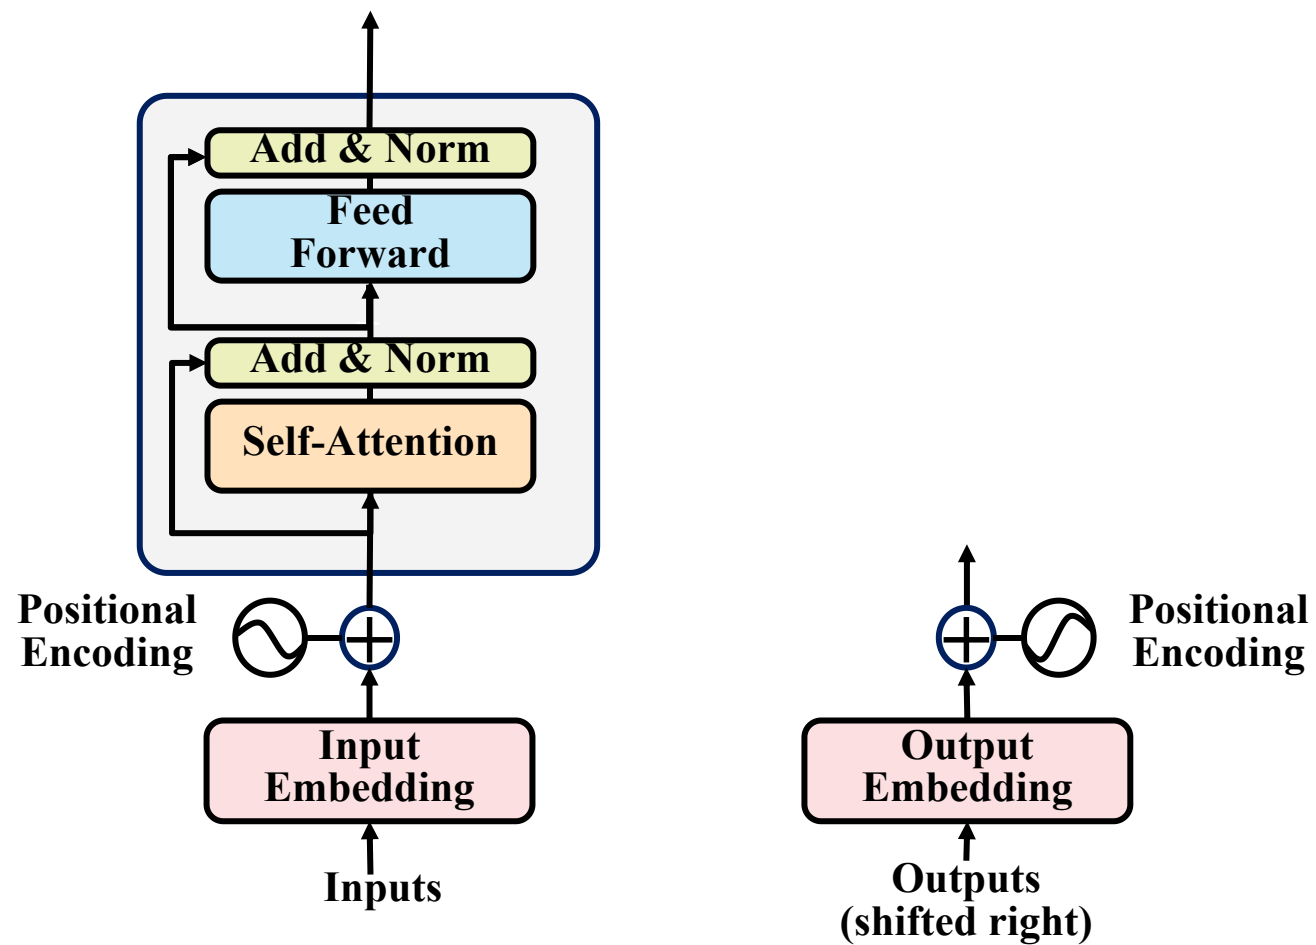 Add & Norm
Feed
Forward
Add & Norm
Self-Attention
Positional
Encoding
Input
Embedding
Inputs
Positional
Encoding
Output
Embedding
Outputs
(shifted right)